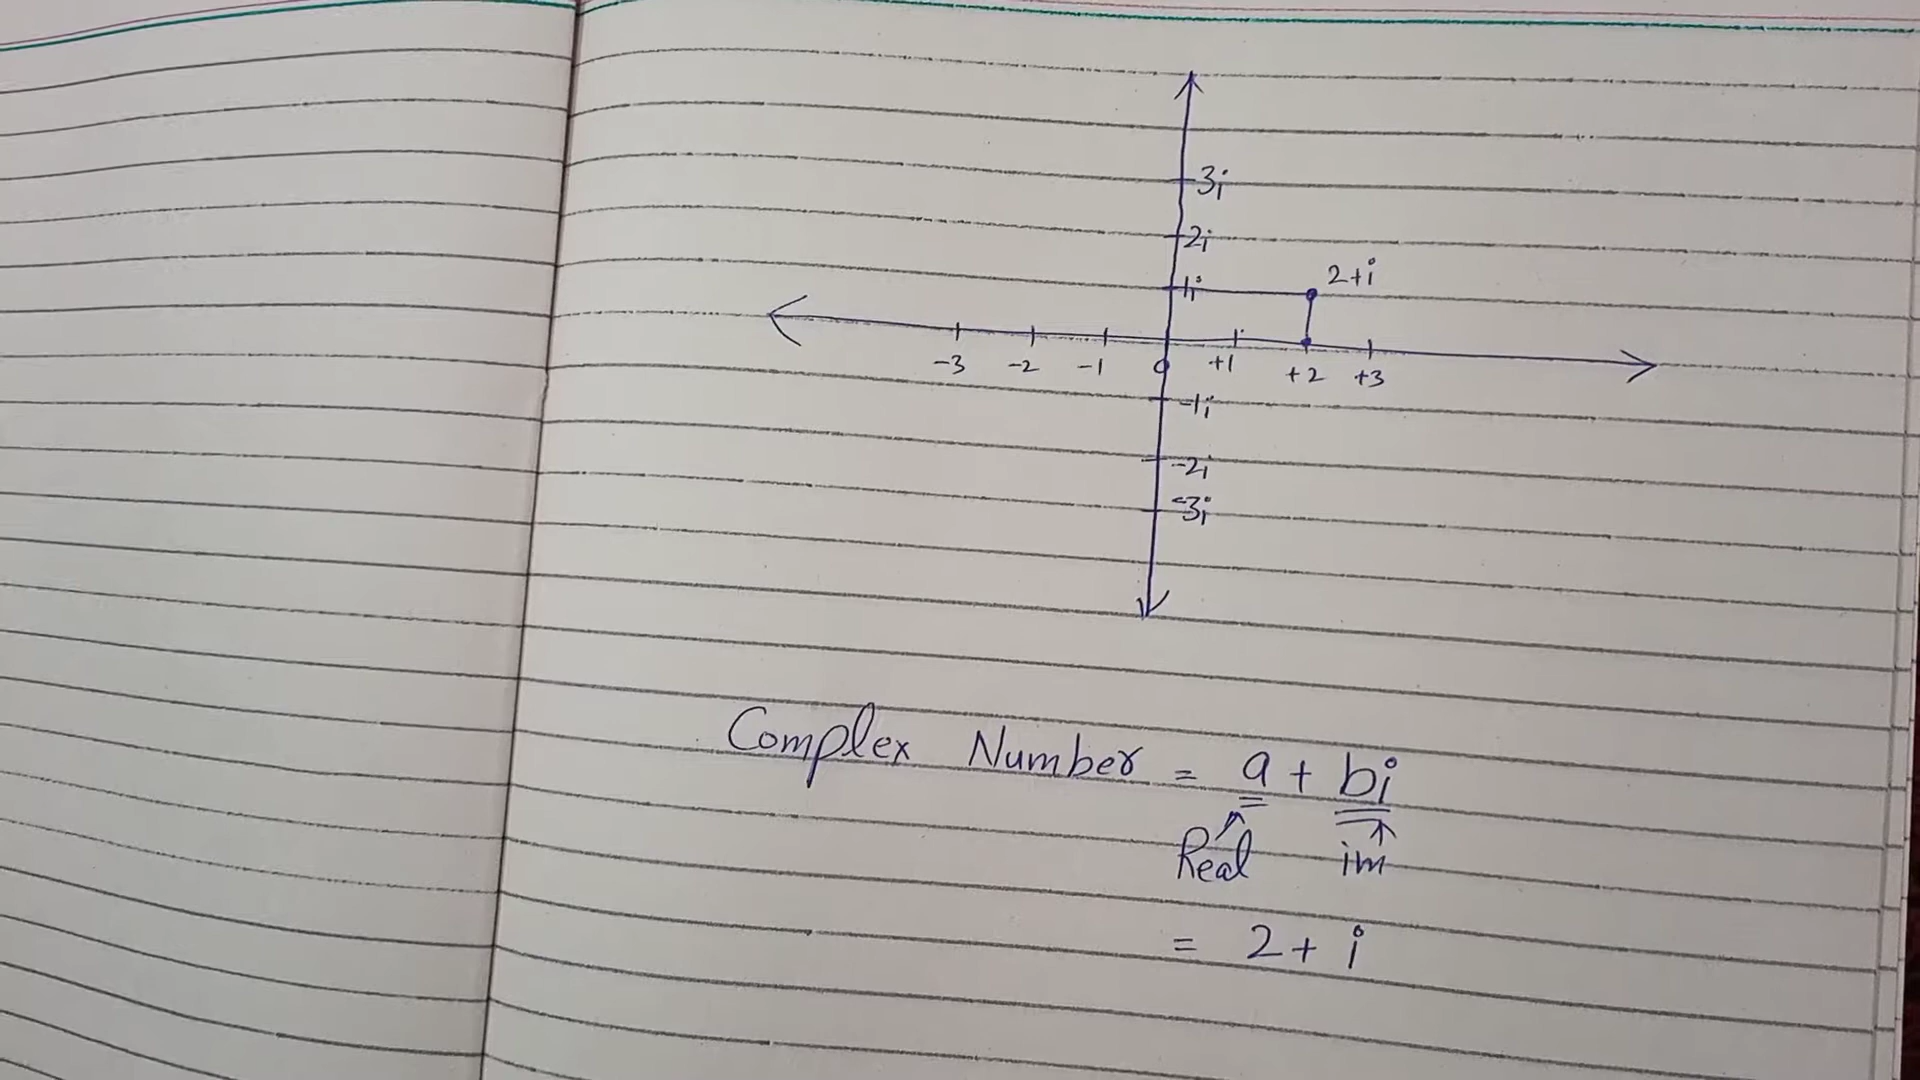 3i
2i
1i
2+i
-3 -2 -1 0 +1 +2 +3
-1i
-2i
-3i
Complex Number = a + bi
Real im
= 2 + i